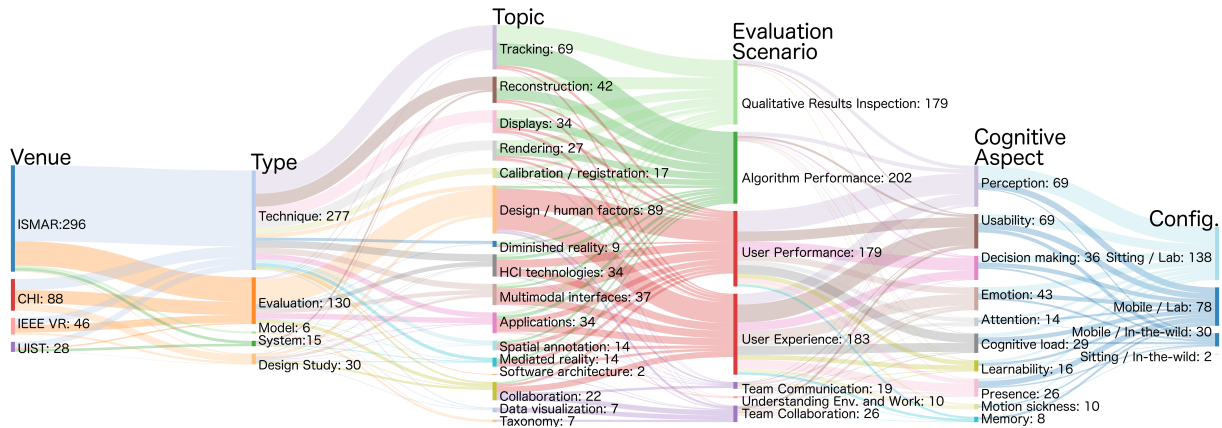 Venue
ISMAR:296
CHI: 88
IEEE VR: 46
UIST: 28
Type
Technique: 277
Evaluation: 130
Model: 6
System:15
Design Study: 30
Topic
Tracking: 69
Reconstruction: 42
Displays: 34
Rendering: 27
Calibration / registration: 17
Design / human factors: 89
Diminished reality: 9
HCI technologies: 34
Multimodal interfaces: 37
Applications: 34
Spatial annotation: 14
Mediated reality: 14
Software architecture: 2
Collaboration: 22
Data visualization: 7
Taxonomy: 7
Evaluation
Scenario
Qualitative Results Inspection: 179
Algorithm Performance: 202
User Performance: 179
User Experience: 183
Team Communication: 19
Understanding Env. and Work: 10
Team Collaboration: 26
Cognitive
Aspect
Perception: 69
Usability: 69
Decision making: 36
Emotion: 43
Attention: 14
Cognitive load: 29
Learnability: 16
Presence: 26
Motion sickness: 10
Memory: 8
Config.
Sitting / Lab: 138
Mobile / Lab: 78
Mobile / In-the-wild: 30
Sitting / In-the-wild: 2